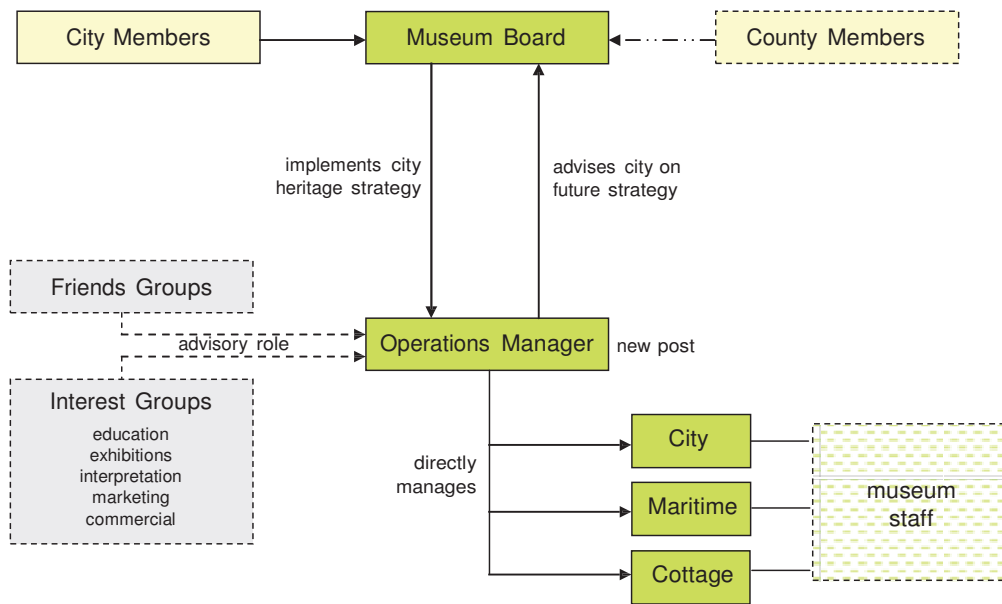 City Members
Museum Board
County Members
implements city
heritage strategy
advises city on
future strategy
Friends Groups
advisory role
Operations Manager
new post
Interest Groups
education
exhibitions
interpretation
marketing
commercial
directly
manages
City
Maritime
Cottage
museum
staff